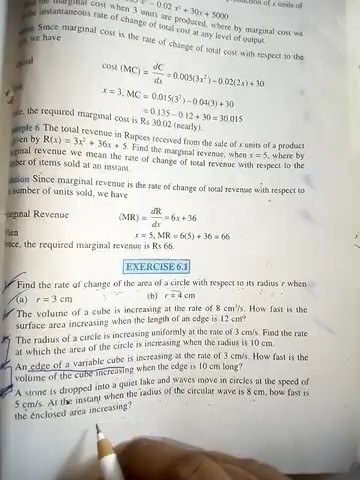 x³ – 0.02 x² + 30x + 5000
marginal cost when 3 units are produced, where by marginal cost we
the instantaneous rate of change of total cost at any level of output.
Since marginal cost is the rate of change of total cost with respect to the
we have
cost (MC) = dC/dx = 0.005(3x²) – 0.02(2x) + 30
x = 3, MC = 0.015(3²) – 0.04(3) + 30
= 0.135 – 0.12 + 30 = 30.015
the required marginal cost is Rs 30.02 (nearly).
6 The total revenue in Rupees received from the sale of x units of a product
by R(x) = 3x² + 36x + 5. Find the marginal revenue, when x = 5, where by
revenue we mean the rate of change of total revenue with respect to the
of items sold at an instant.
Since marginal revenue is the rate of change of total revenue with respect to
number of units sold, we have
Revenue (MR) = dR/dx = 6x + 36
x = 5, MR = 6(5) + 36 = 66
the required marginal revenue is Rs 66.
EXERCISE 6.1
Find the rate of change of the area of a circle with respect to its radius r when
(a) r = 3 cm (b) r = 4 cm
The volume of a cube is increasing at the rate of 8 cm³/s. How fast is the
surface area increasing when the length of an edge is 12 cm?
The radius of a circle is increasing uniformly at the rate of 3 cm/s. Find the rate
at which the area of the circle is increasing when the radius is 10 cm.
An edge of a variable cube is increasing at the rate of 3 cm/s. How fast is the
volume of the cube increasing when the edge is 10 cm long?
A stone is dropped into a quiet lake and waves move in circles at the speed of
5 cm/s. At the instant when the radius of the circular wave is 8 cm, how fast is
the enclosed area increasing?